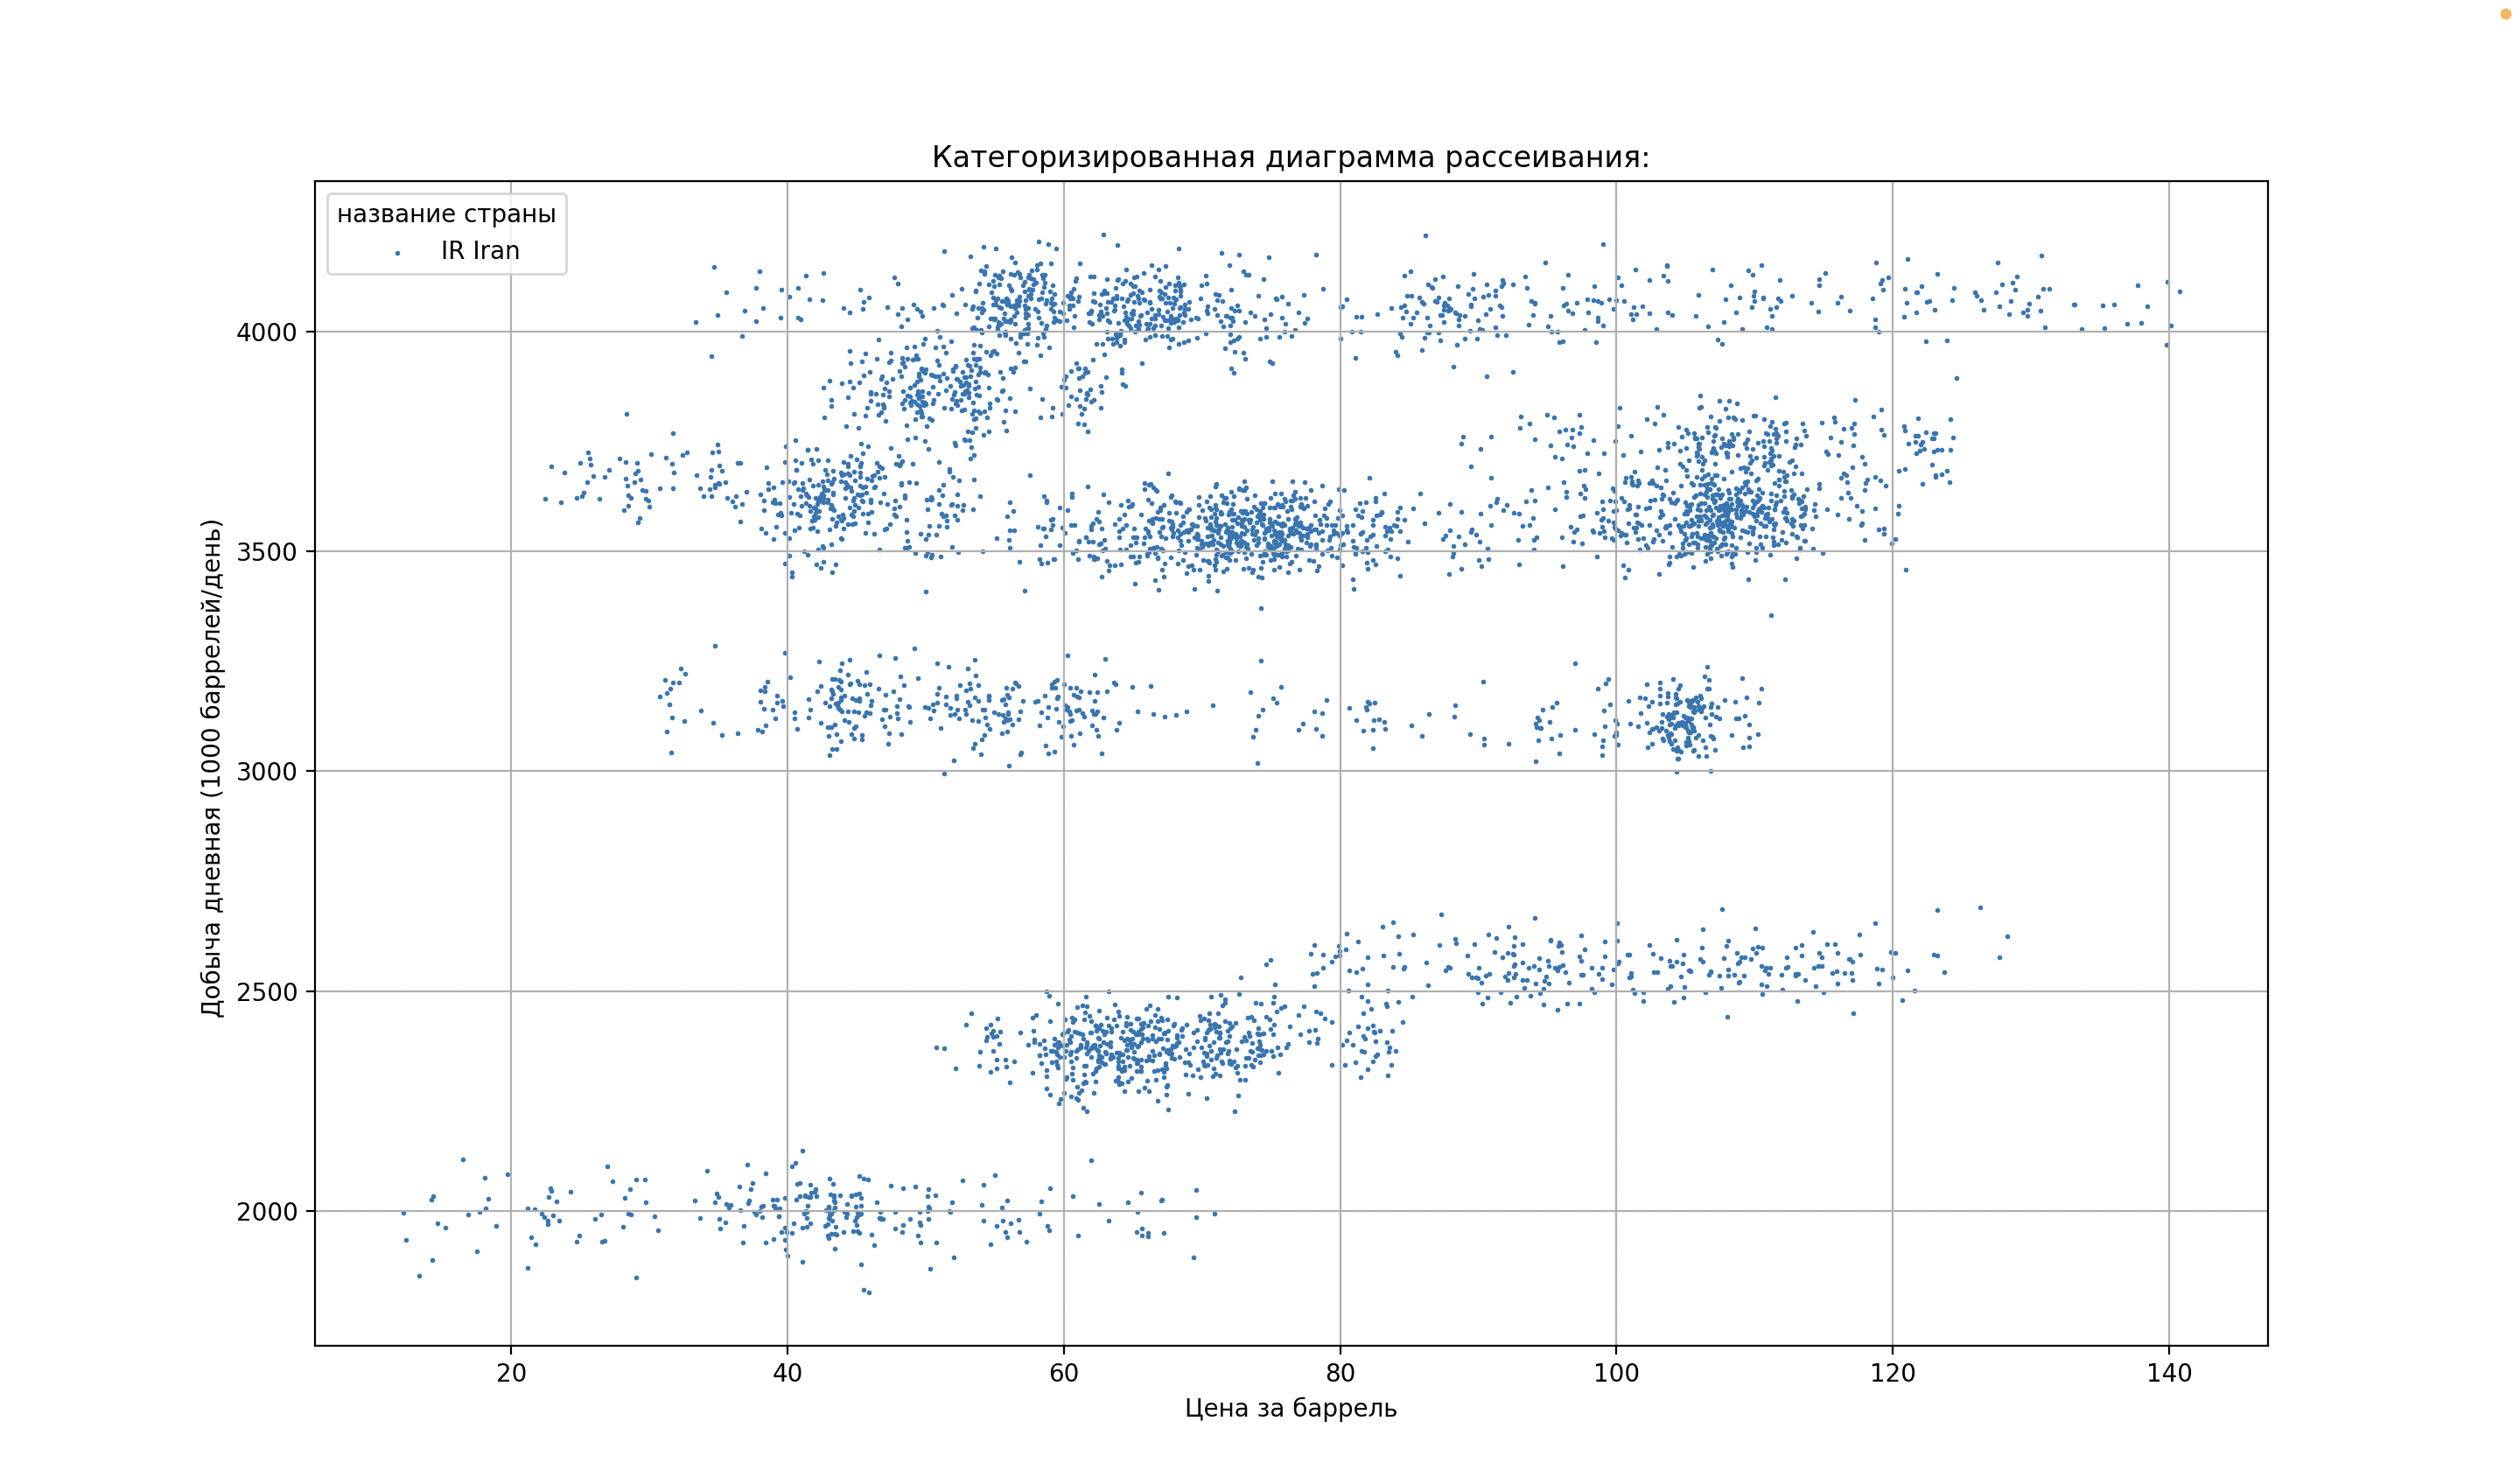 Категоризированная диаграмма рассеивания:
название страны
IR Iran
Добыча дневная (1000 баррелей/день)
4000
3500
3000
2500
2000
20 40 60 80 100 120 140
Цена за баррель